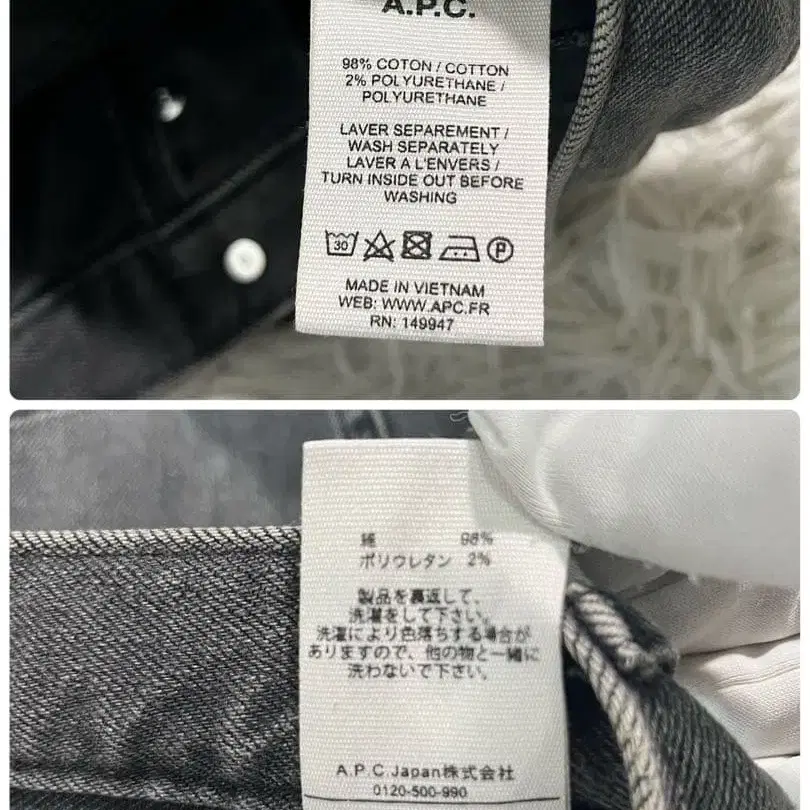 A.P.C.
98% COTON / COTTON
2% POLYURETHANE /
POLYURETHANE
LAVER SEPAREMENT /
WASH SEPARATELY
LAVER A L'ENVERS /
TURN INSIDE OUT BEFORE
WASHING
30 P
MADE IN VIETNAM
WEB: WWW.APC.FR
RN: 149947
綿 98%
ポリウレタン 2%
製品を裏返して、
洗濯をして下さい。
洗濯により色落ちする場合が
ありますので、他の物と一緒に
洗わないで下さい。
A.P.C.Japan株式会社
0120-500-990